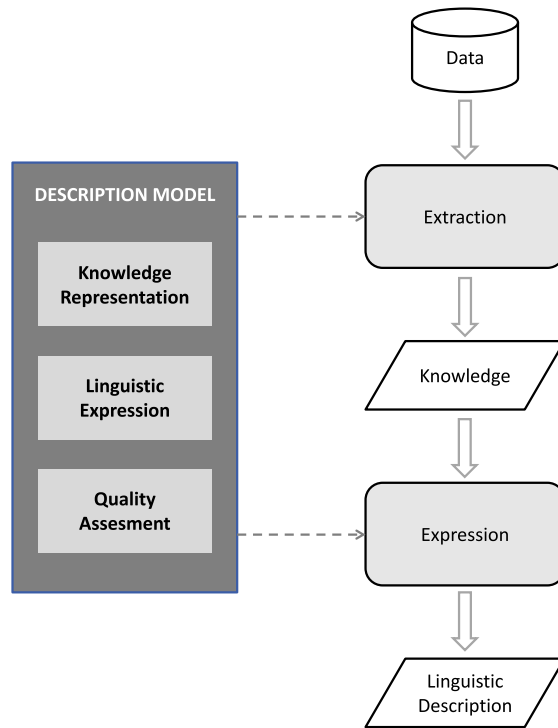 Data
DESCRIPTION MODEL
Extraction
Knowledge
Representation
Knowledge
Linguistic
Expression
Quality
Assesment
Expression
Linguistic
Description